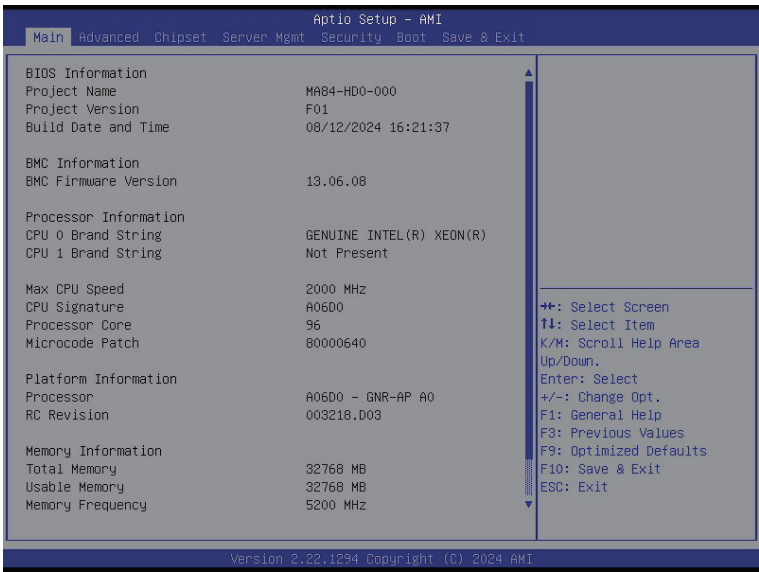 Aptio Setup - AMI
Main Advanced Chipset Server Mgmt Security Boot Save & Exit
BIOS Information
Project Name MA84-HD0-000
Project Version F01
Build Date and Time 08/12/2024 16:21:37
BMC Information
BMC Firmware Version 13.06.08
Processor Information
CPU 0 Brand String GENUINE INTEL(R) XEON(R)
CPU 1 Brand String Not Present
Max CPU Speed 2000 MHz
CPU Signature A06D0
Processor Core 96
Microcode Patch 80000640
Platform Information
Processor A06D0 - GNR-AP A0
RC Revision 003218.D03
Memory Information
Total Memory 32768 MB
Usable Memory 32768 MB
Memory Frequency 5200 MHz
→←: Select Screen
↑↓: Select Item
K/M: Scroll Help Area
Up/Down.
Enter: Select
+/-: Change Opt.
F1: General Help
F3: Previous Values
F9: Optimized Defaults
F10: Save & Exit
ESC: Exit
Version 2.22.1294 Copyright (C) 2024 AMI